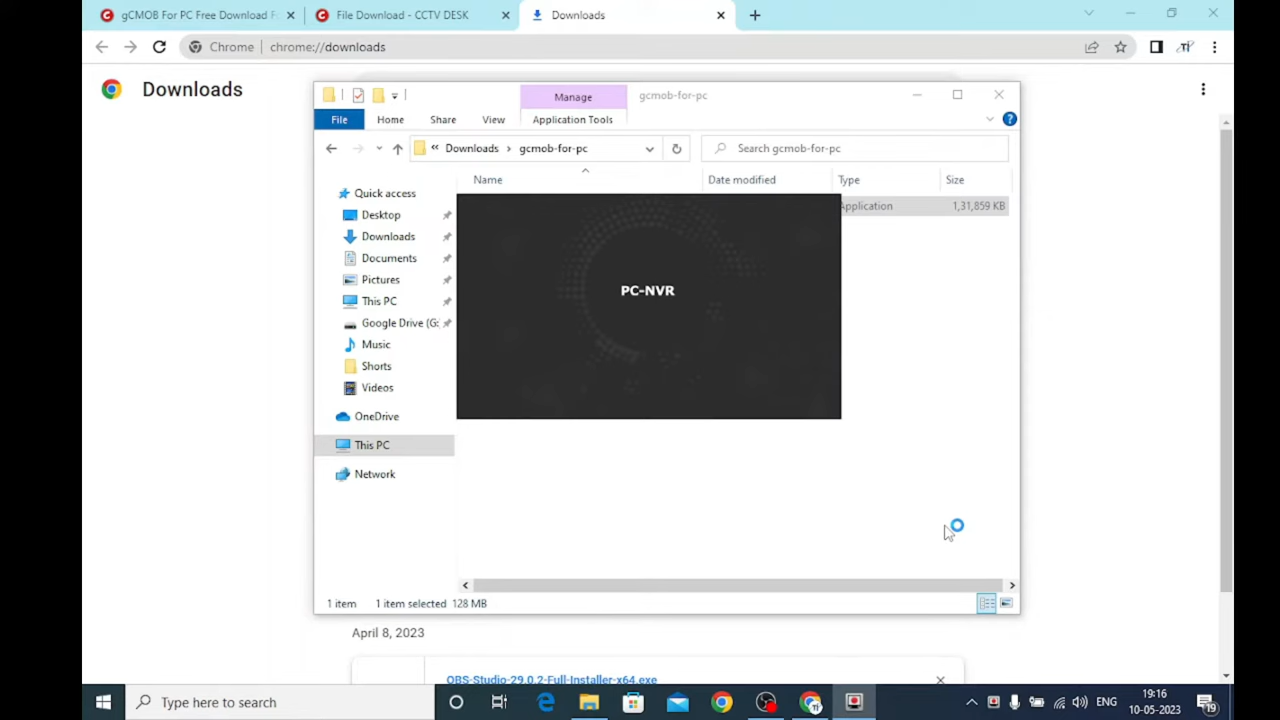 gCMOB For PC Free Download F
File Download - CCTV DESK
Downloads
Chrome
chrome://downloads
Downloads
Manage
gcmob-for-pc
File
Home
Share
View
Application Tools
Downloads
gcmob-for-pc
Search gcmob-for-pc
Name
Date modified
Type
Size
Application
1,31,859 KB
PC-NVR
Quick access
Desktop
Downloads
Documents
Pictures
This PC
Google Drive (G:
Music
Shorts
Videos
OneDrive
This PC
Network
1 item
1 item selected 128 MB
April 8, 2023
OBS-Studio-29.0.2-Full-Installer-x64.exe
Type here to search
ENG
19:16
10-05-2023
19